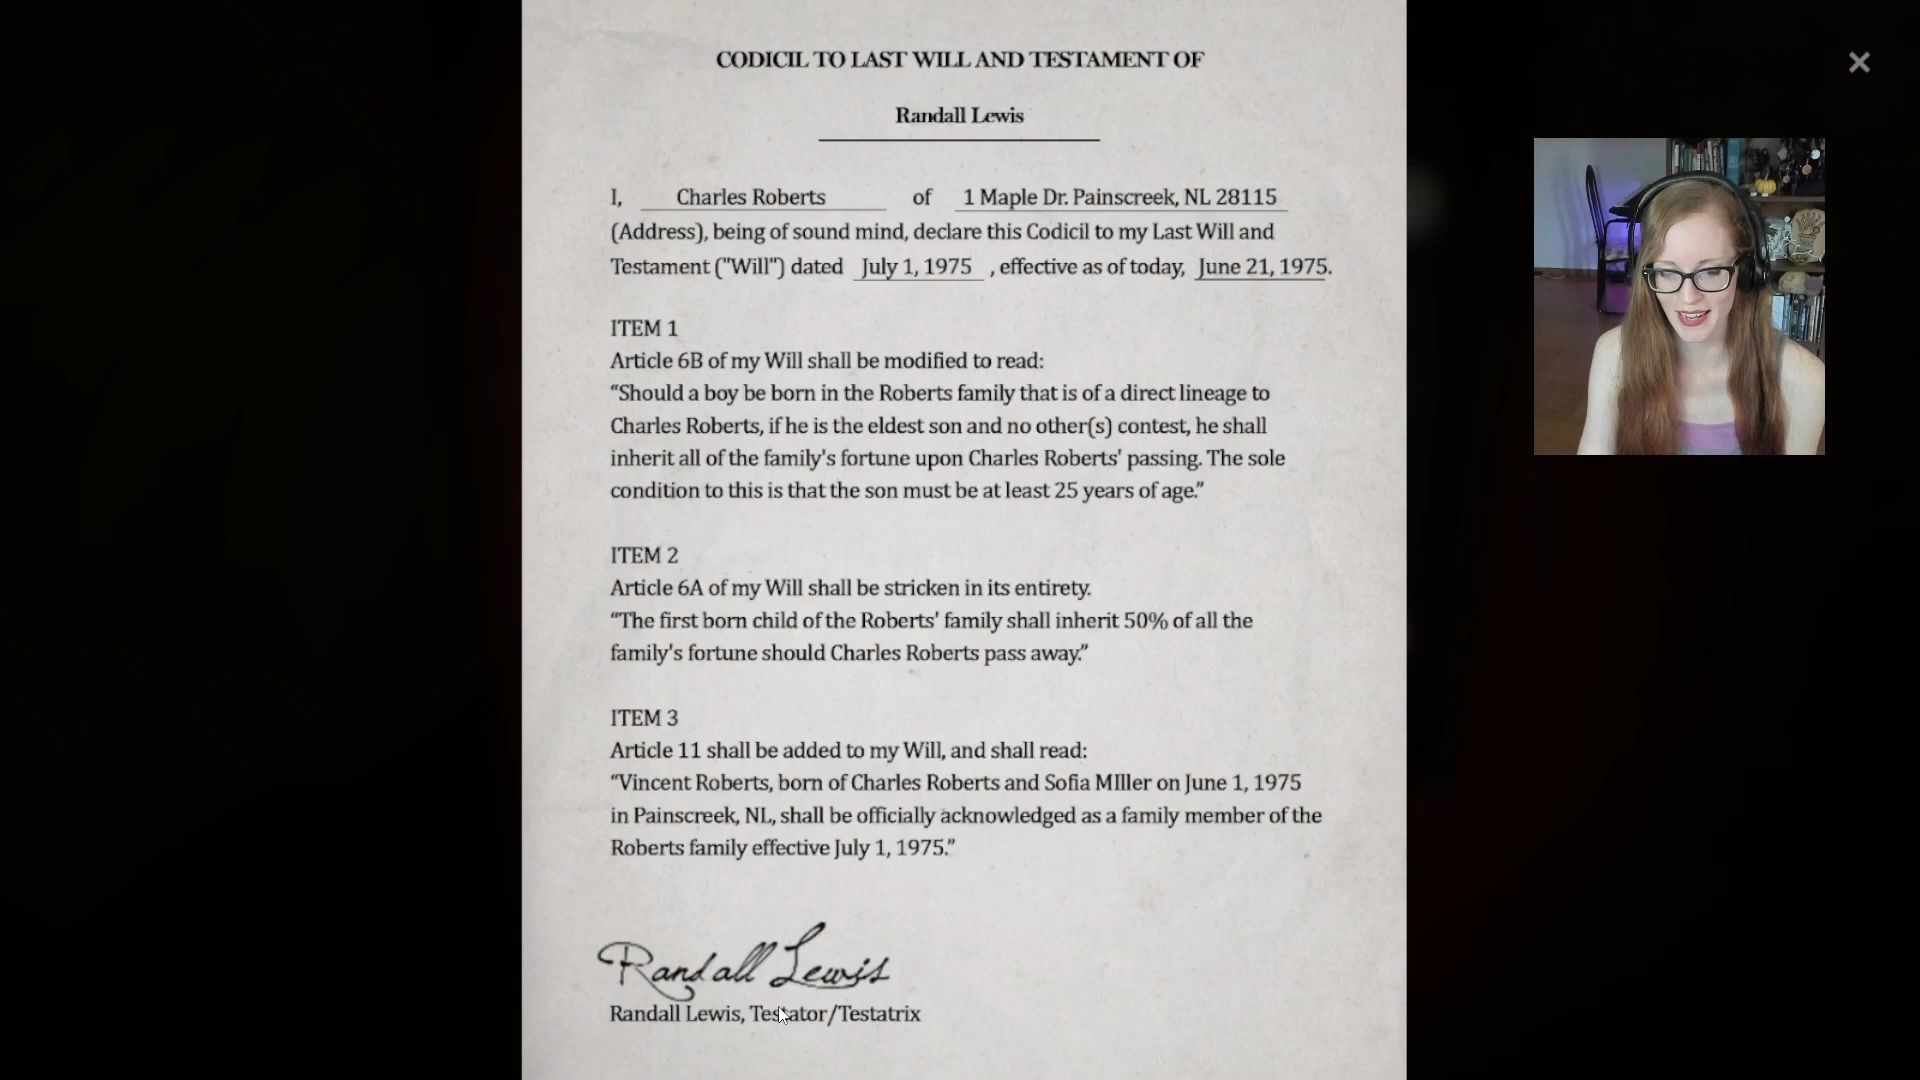 CODICIL TO LAST WILL AND TESTAMENT OF
Randall Lewis
I, Charles Roberts of 1 Maple Dr. Painscreek, NL 28115
(Address), being of sound mind, declare this Codicil to my Last Will and
Testament ("Will") dated July 1, 1975 , effective as of today, June 21, 1975.
ITEM 1
Article 6B of my Will shall be modified to read:
“Should a boy be born in the Roberts family that is of a direct lineage to
Charles Roberts, if he is the eldest son and no other(s) contest, he shall
inherit all of the family's fortune upon Charles Roberts' passing. The sole
condition to this is that the son must be at least 25 years of age.”
ITEM 2
Article 6A of my Will shall be stricken in its entirety.
“The first born child of the Roberts' family shall inherit 50% of all the
family's fortune should Charles Roberts pass away.”
ITEM 3
Article 11 shall be added to my Will, and shall read:
“Vincent Roberts, born of Charles Roberts and Sofia MIller on June 1, 1975
in Painscreek, NL, shall be officially acknowledged as a family member of the
Roberts family effective July 1, 1975.”
Randall Lewis
Randall Lewis, Testator/Testatrix